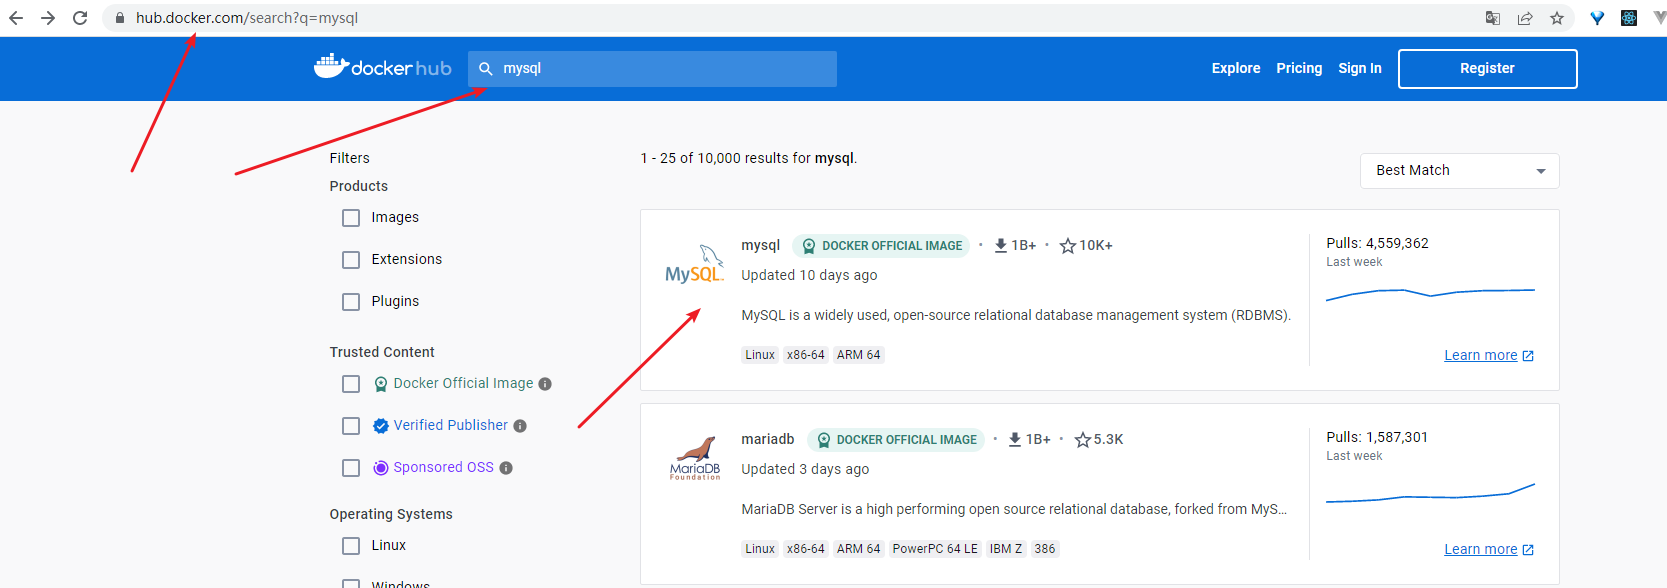 hub.docker.com/search?q=mysql
docker hub
mysql
Explore
Pricing
Sign In
Register
Filters
Products
Images
Extensions
Plugins
Trusted Content
Docker Official Image
Verified Publisher
Sponsored OSS
Operating Systems
Linux
Windows
1 - 25 of 10,000 results for mysql.
Best Match
MySQL
mysql DOCKER OFFICIAL IMAGE • 1B+ • 10K+
Updated 10 days ago
MySQL is a widely used, open-source relational database management system (RDBMS).
Linux x86-64 ARM 64
Pulls: 4,559,362
Last week
Learn more
MariaDB
Foundation
mariadb DOCKER OFFICIAL IMAGE • 1B+ • 5.3K
Updated 3 days ago
MariaDB Server is a high performing open source relational database, forked from MyS...
Linux x86-64 ARM 64 PowerPC 64 LE IBM Z 386
Pulls: 1,587,301
Last week
Learn more